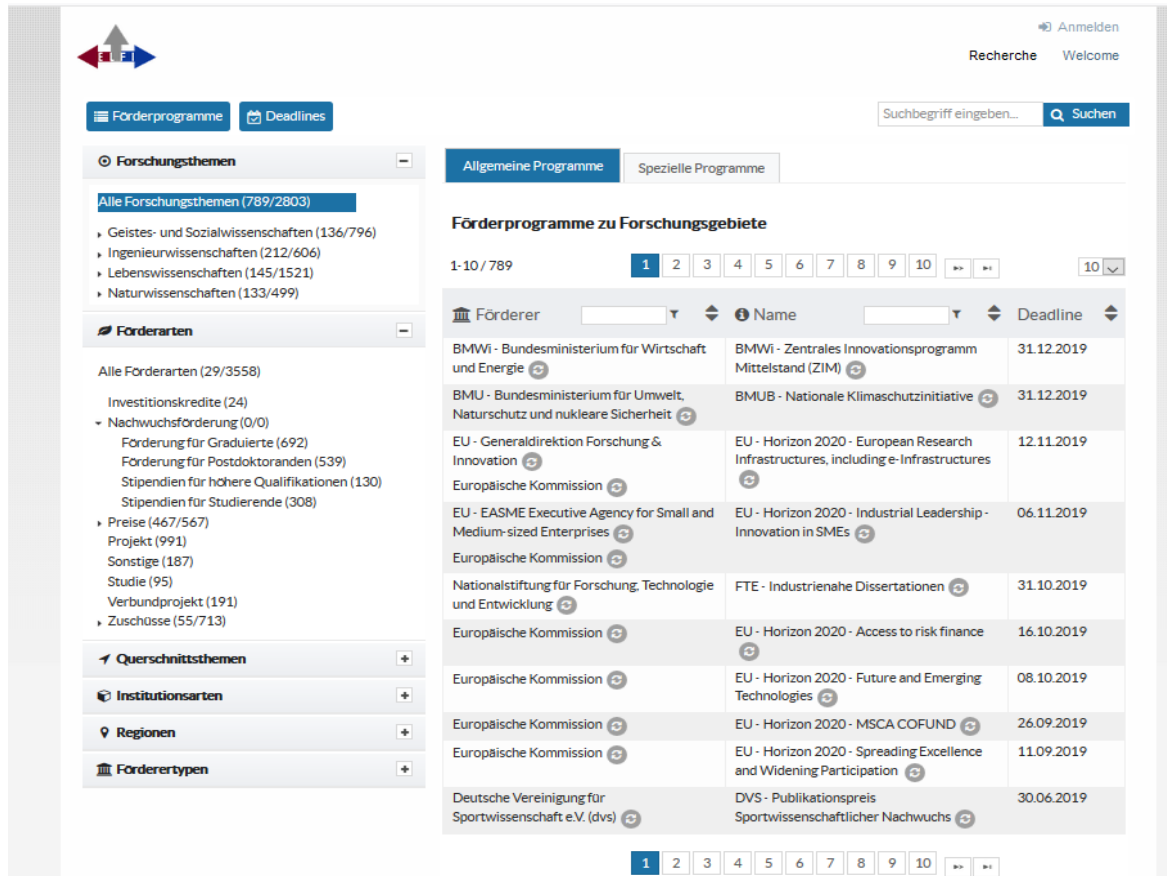 Anmelden
Recherche Welcome
E L F I
Förderprogramme Deadlines
Suchbegriff eingeben... Suchen
Forschungsthemen
Alle Forschungsthemen (789/2803)
Geistes- und Sozialwissenschaften (136/796)
Ingenieurwissenschaften (212/606)
Lebenswissenschaften (145/1521)
Naturwissenschaften (133/499)
Förderarten
Alle Förderarten (29/3558)
Investitionskredite (24)
Nachwuchsförderung (0/0)
Förderung für Graduierte (692)
Förderung für Postdoktoranden (539)
Stipendien für höhere Qualifikationen (130)
Stipendien für Studierende (308)
Preise (467/567)
Projekt (991)
Sonstige (187)
Studie (95)
Verbundprojekt (191)
Zuschüsse (55/713)
Querschnittsthemen
Institutionsarten
Regionen
Förderertypen
Allgemeine Programme Spezielle Programme
Förderprogramme zu Forschungsgebiete
1-10 / 789 1 2 3 4 5 6 7 8 9 10 10
Förderer Name Deadline
BMWi - Bundesministerium für Wirtschaft
und Energie
BMWi - Zentrales Innovationsprogramm
Mittelstand (ZIM)
31.12.2019
BMU - Bundesministerium für Umwelt,
Naturschutz und nukleare Sicherheit
BMUB - Nationale Klimaschutzinitiative
31.12.2019
EU - Generaldirektion Forschung &
Innovation
Europäische Kommission
EU - Horizon 2020 - European Research
Infrastructures, including e-Infrastructures
12.11.2019
EU - EASME Executive Agency for Small and
Medium-sized Enterprises
Europäische Kommission
EU - Horizon 2020 - Industrial Leadership -
Innovation in SMEs
06.11.2019
Nationalstiftung für Forschung, Technologie
und Entwicklung
FTE - Industrienahe Dissertationen
31.10.2019
Europäische Kommission
EU - Horizon 2020 - Access to risk finance
16.10.2019
Europäische Kommission
EU - Horizon 2020 - Future and Emerging
Technologies
08.10.2019
Europäische Kommission
EU - Horizon 2020 - MSCA COFUND
26.09.2019
Europäische Kommission
EU - Horizon 2020 - Spreading Excellence
and Widening Participation
11.09.2019
Deutsche Vereinigung für
Sportwissenschaft e.V. (dvs)
DVS - Publikationspreis
Sportwissenschaftlicher Nachwuchs
30.06.2019
1 2 3 4 5 6 7 8 9 10